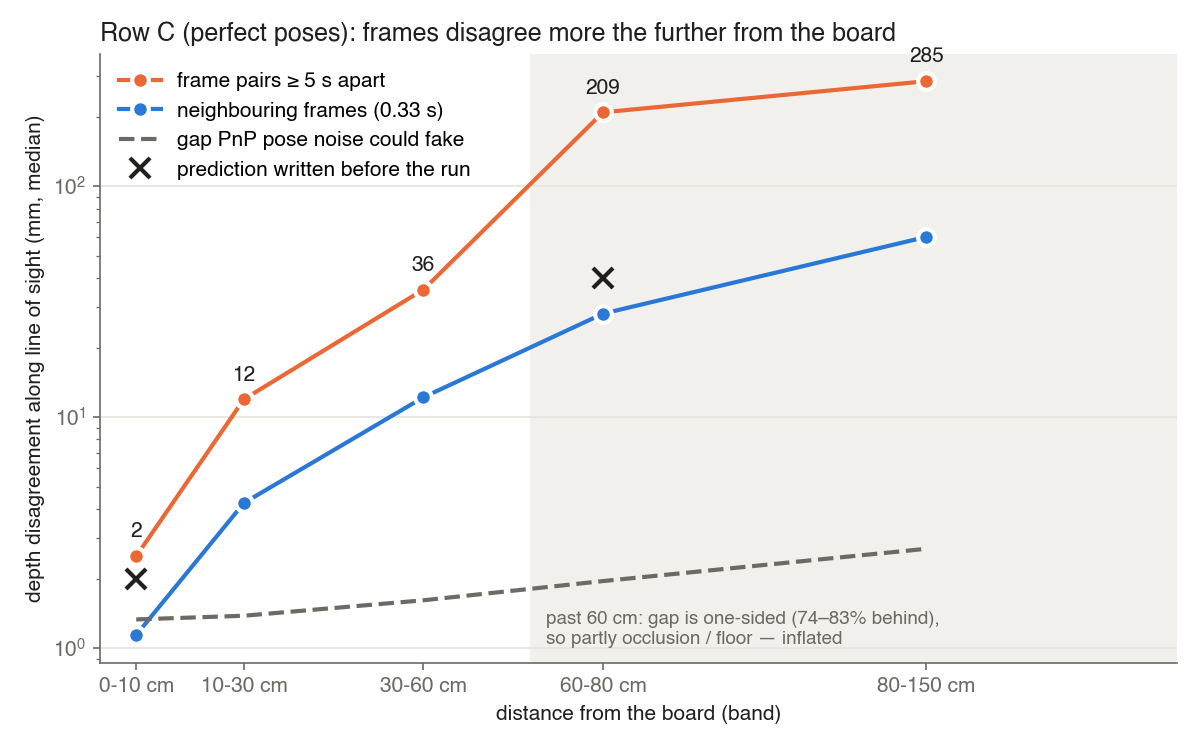 Row C (perfect poses): frames disagree more the further from the board
frame pairs ≥ 5 s apart
neighbouring frames (0.33 s)
gap PnP pose noise could fake
prediction written before the run
depth disagreement along line of sight (mm, median)
10²
10¹
10⁰
2
12
36
209
285
past 60 cm: gap is one-sided (74–83% behind),
so partly occlusion / floor — inflated
0-10 cm
10-30 cm
30-60 cm
60-80 cm
80-150 cm
distance from the board (band)